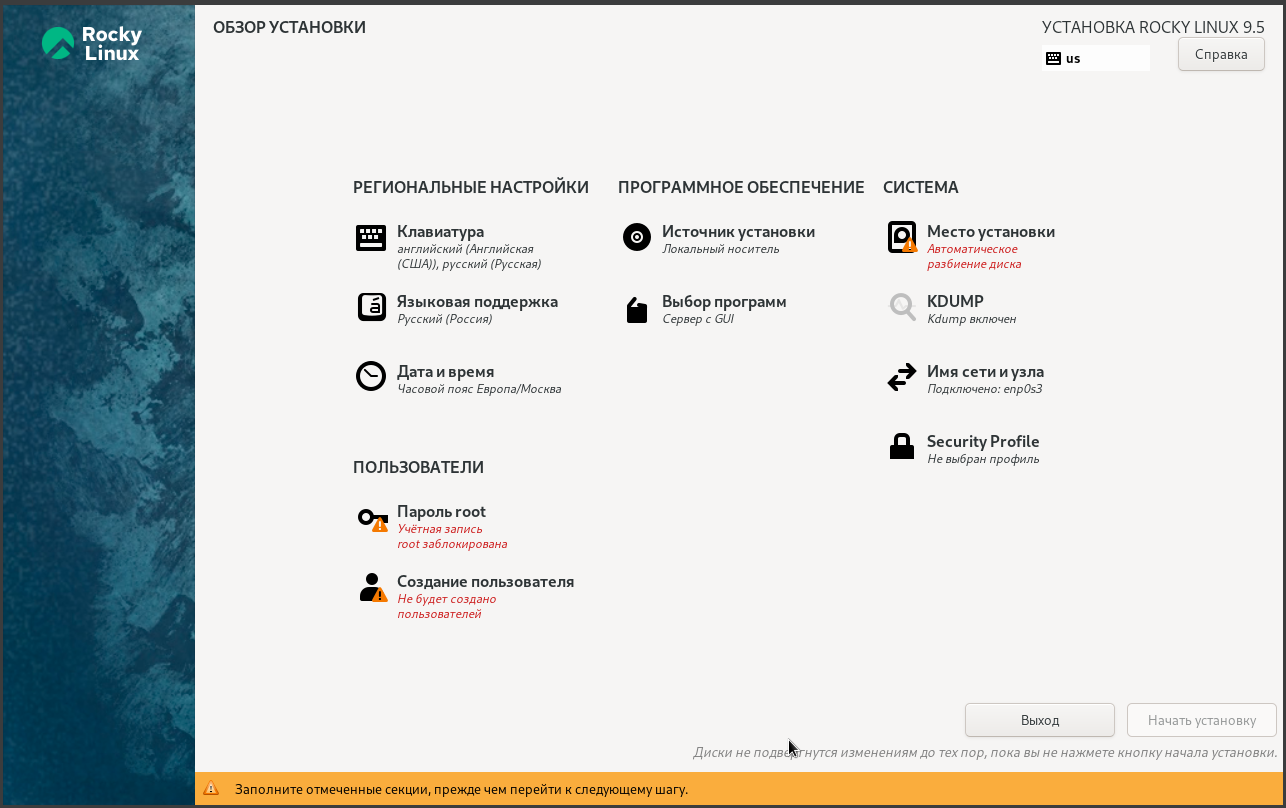 Rocky
Linux
ОБЗОР УСТАНОВКИ
УСТАНОВКА ROCKY LINUX 9.5
us
Справка
РЕГИОНАЛЬНЫЕ НАСТРОЙКИ
Клавиатура
английский (Английская
(США)), русский (Русская)
Языковая поддержка
Русский (Россия)
Дата и время
Часовой пояс Европа/Москва
ПРОГРАММНОЕ ОБЕСПЕЧЕНИЕ
Источник установки
Локальный носитель
Выбор программ
Сервер с GUI
СИСТЕМА
Место установки
Автоматическое
разбиение диска
KDUMP
Kdump включен
Имя сети и узла
Подключено: enp0s3
Security Profile
Не выбран профиль
ПОЛЬЗОВАТЕЛИ
Пароль root
Учётная запись
root заблокирована
Создание пользователя
Не будет создано
пользователей
Выход
Начать установку
Диски не подвергнутся изменениям до тех пор, пока вы не нажмете кнопку начала установки.
Заполните отмеченные секции, прежде чем перейти к следующему шагу.